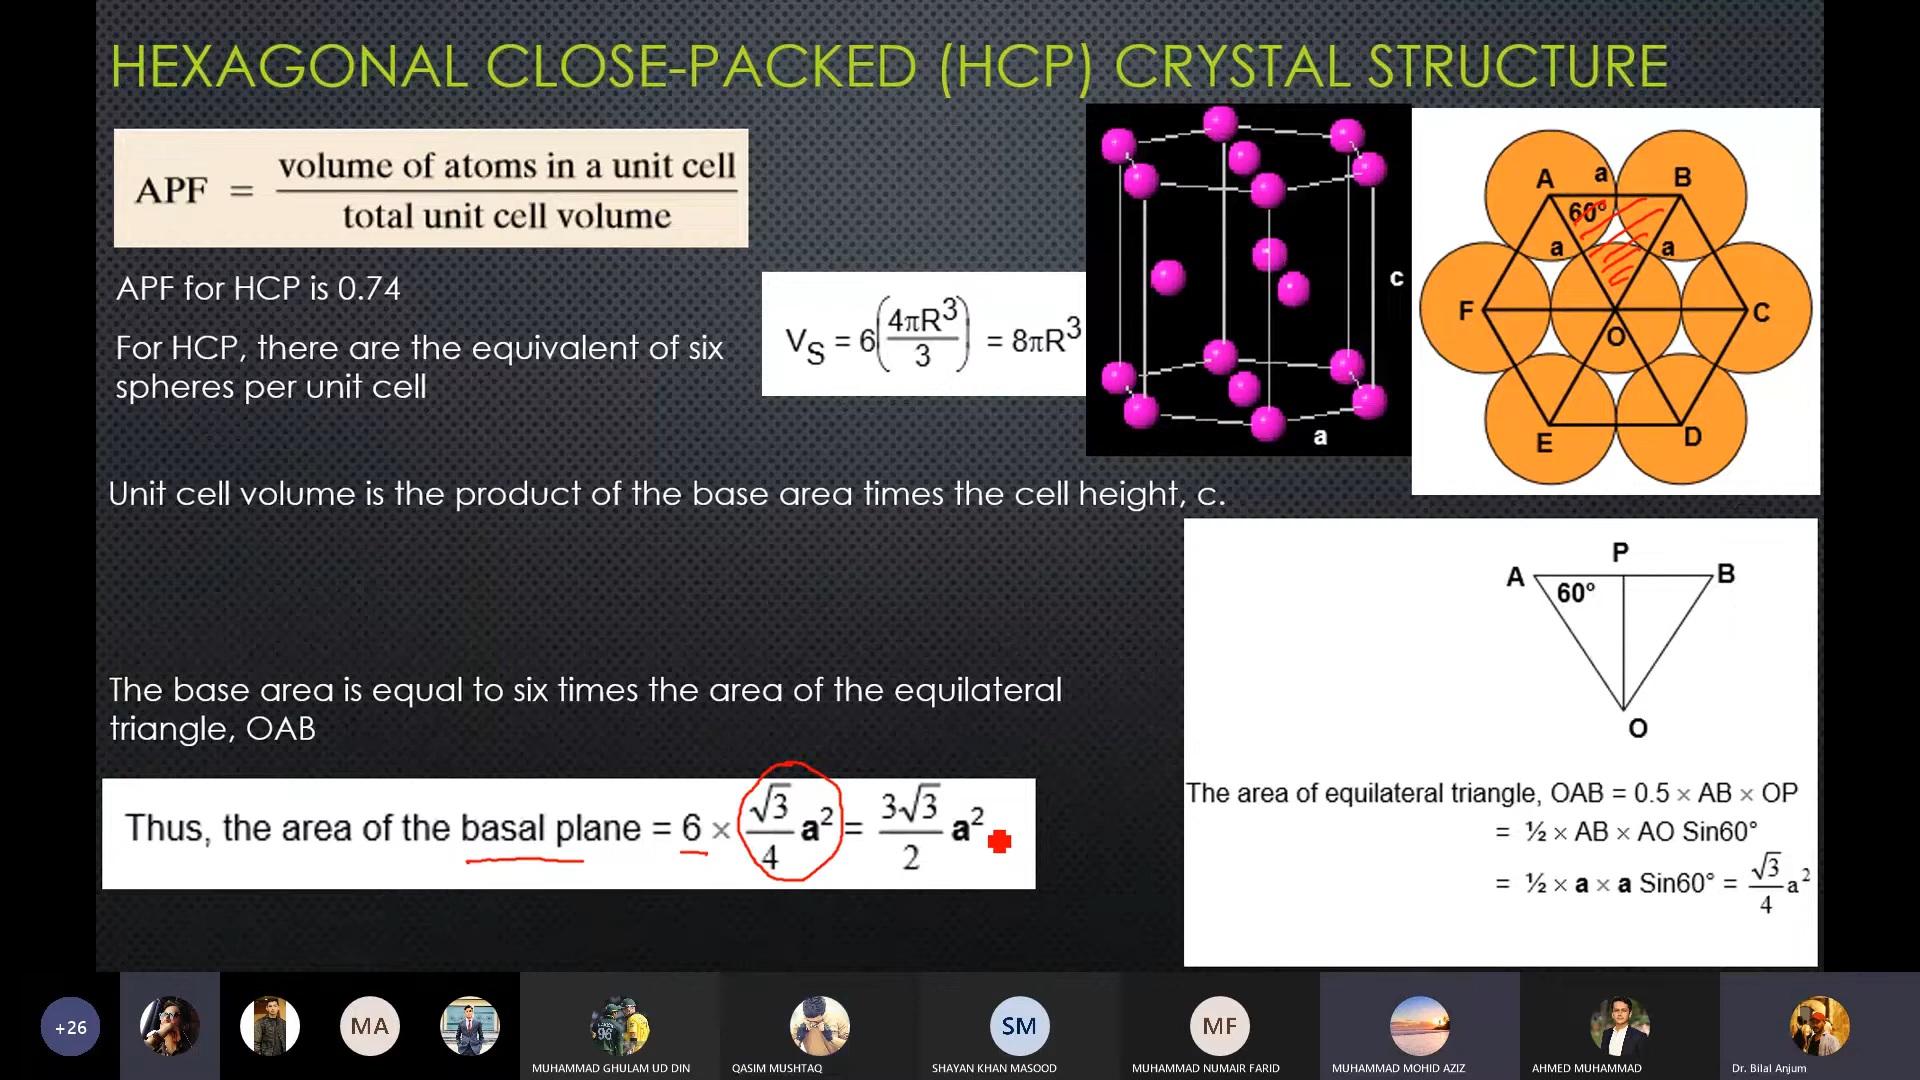 HEXAGONAL CLOSE-PACKED (HCP) CRYSTAL STRUCTURE
APF = volume of atoms in a unit cell / total unit cell volume
APF for HCP is 0.74
For HCP, there are the equivalent of six
spheres per unit cell
V_S = 6(4πR³/3) = 8πR³
c
a
A a B
60°
a a
F C
O
E D
Unit cell volume is the product of the base area times the cell height, c.
P
A B
60°
O
The base area is equal to six times the area of the equilateral
triangle, OAB
The area of equilateral triangle, OAB = 0.5 × AB × OP
= ½ × AB × AO Sin60°
= ½ × a × a Sin60° = √3/4 a²
Thus, the area of the basal plane = 6 × √3/4 a² = 3√3/2 a²
+26
MA
SM
MF
MUHAMMAD GHULAM UD DIN
QASIM MUSHTAQ
SHAYAN KHAN MASOOD
MUHAMMAD NUMAIR FARID
MUHAMMAD MOHID AZIZ
AHMED MUHAMMAD
Dr. Bilal Anjum